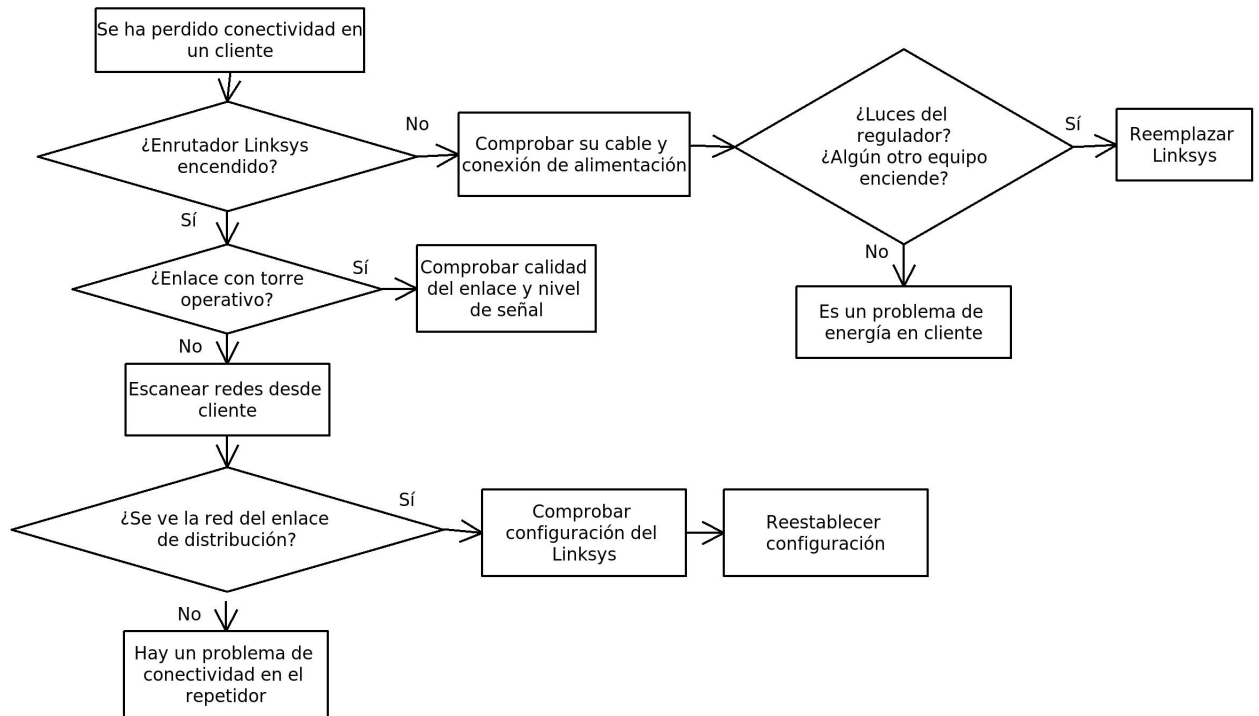 Se ha perdido conectividad en
un cliente
¿Enrutador Linksys
encendido?
No
Comprobar su cable y
conexión de alimentación
¿Luces del
regulador?
¿Algún otro equipo
enciende?
Sí
Reemplazar
Linksys
No
Es un problema de
energía en cliente
Sí
¿Enlace con torre
operativo?
Sí
Comprobar calidad
del enlace y nivel
de señal
No
Escanear redes desde
cliente
¿Se ve la red del enlace
de distribución?
Sí
Comprobar
configuración del
Linksys
Reestablecer
configuración
No
Hay un problema de
conectividad en el
repetidor